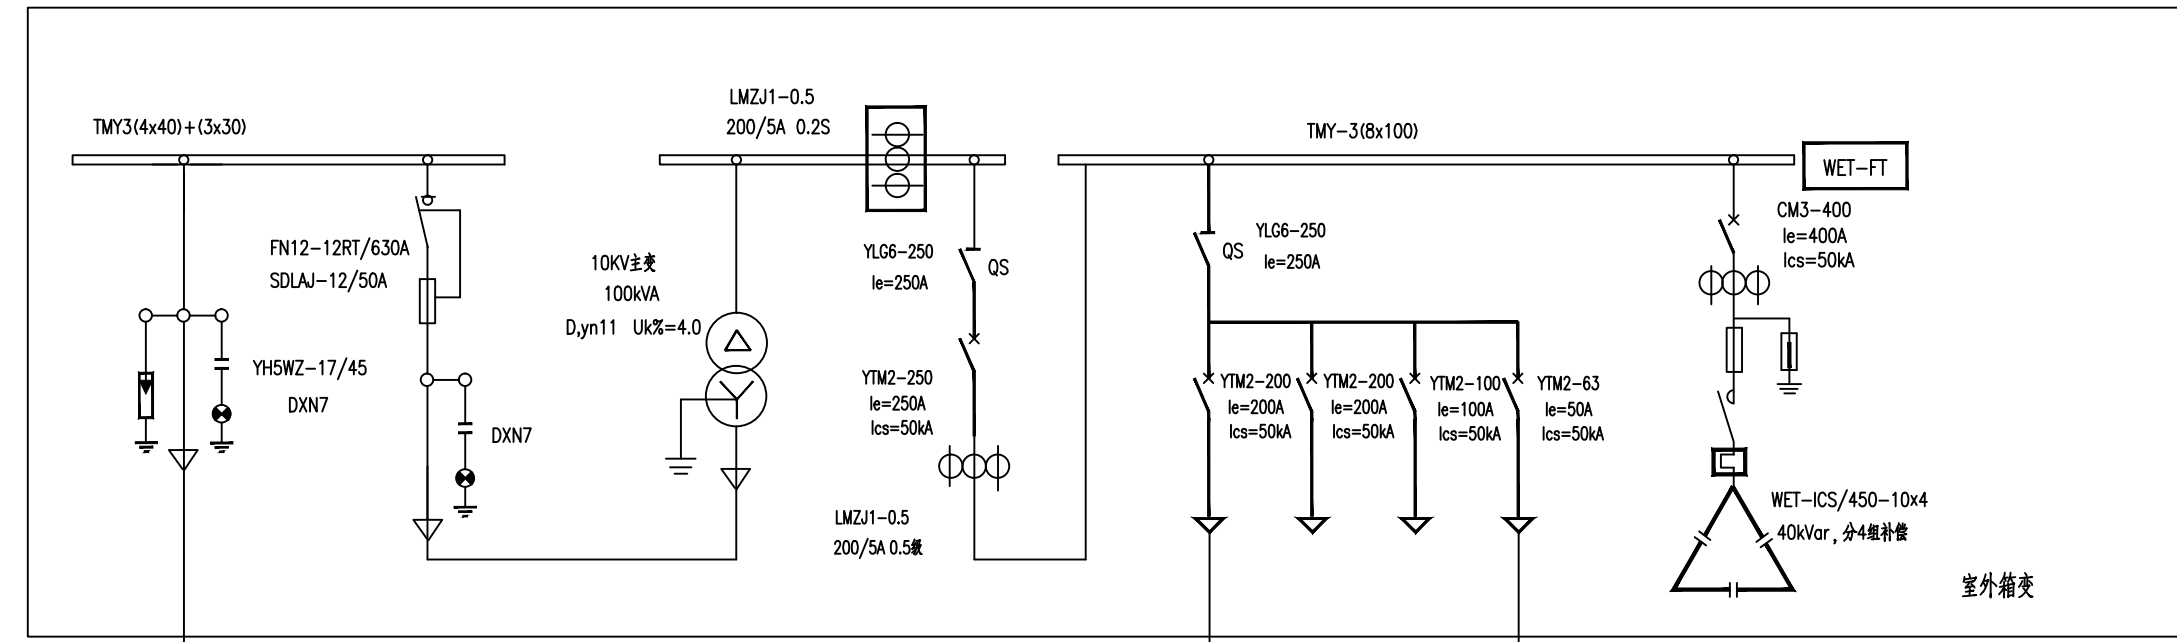 TMY3(4x40)+(3x30)
FN12-12RT/630A
SDLAJ-12/50A
YH5WZ-17/45
DXN7
DXN7
10KV主变
100kVA
D,yn11 Uk%=4.0
LMZJ1-0.5
200/5A 0.2S
YLG6-250
Ie=250A
QS
YTM2-250
Ie=250A
Ics=50kA
LMZJ1-0.5
200/5A 0.5级
TMY-3(8x100)
WET-FT
YLG6-250
Ie=250A
QS
YTM2-200
Ie=200A
Ics=50kA
YTM2-200
Ie=200A
Ics=50kA
YTM2-100
Ie=100A
Ics=50kA
YTM2-63
Ie=50A
Ics=50kA
CM3-400
Ie=400A
Ics=50kA
WET-ICS/450-10x4
40kVar,分4组补偿
室外箱变